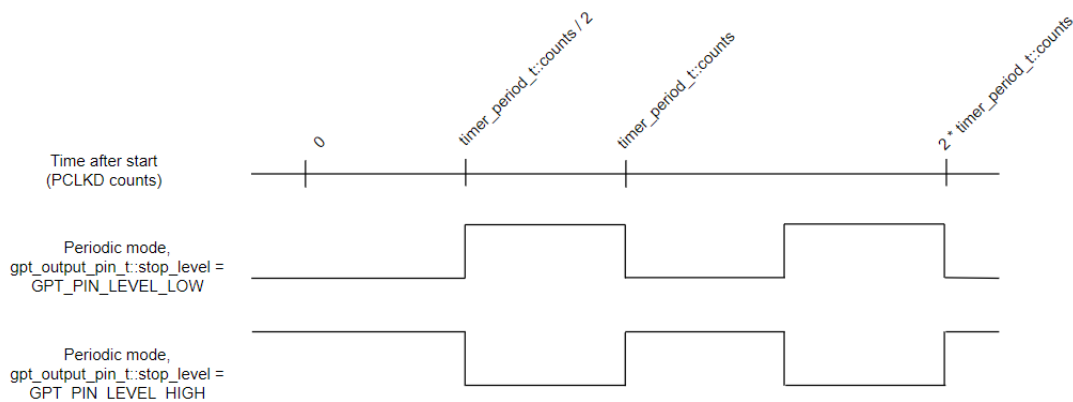 timer_period_t::counts / 2
timer_period_t::counts
2 * timer_period_t::counts
0
Time after start
(PCLKD counts)
Periodic mode,
gpt_output_pin_t::stop_level =
GPT_PIN_LEVEL_LOW
Periodic mode,
gpt_output_pin_t::stop_level =
GPT_PIN_LEVEL_HIGH